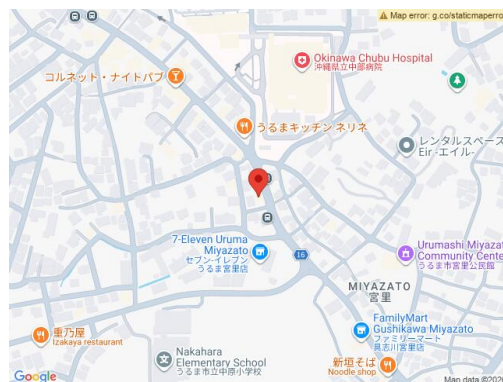 Map error: g.co/staticmaperro
Okinawa Chubu Hospital
沖縄県立中部病院
コルネット・ナイトパブ
うるまキッチン ネリネ
レンタルスペース
Eir -エイル-
7-Eleven Uruma
Miyazato
セブン-イレブン
うるま宮里店
16
Urumashi Miyazat
Community Cente
うるま市宮里公民館
MIYAZATO
宮里
FamilyMart
Gushikawa Miyazato
ファミリーマート
具志川宮里店
重乃屋
Izakaya restaurant
Nakahara
Elementary School
うるま市立中原小学校
新垣そば
Noodle shop
Google
Map data ©202